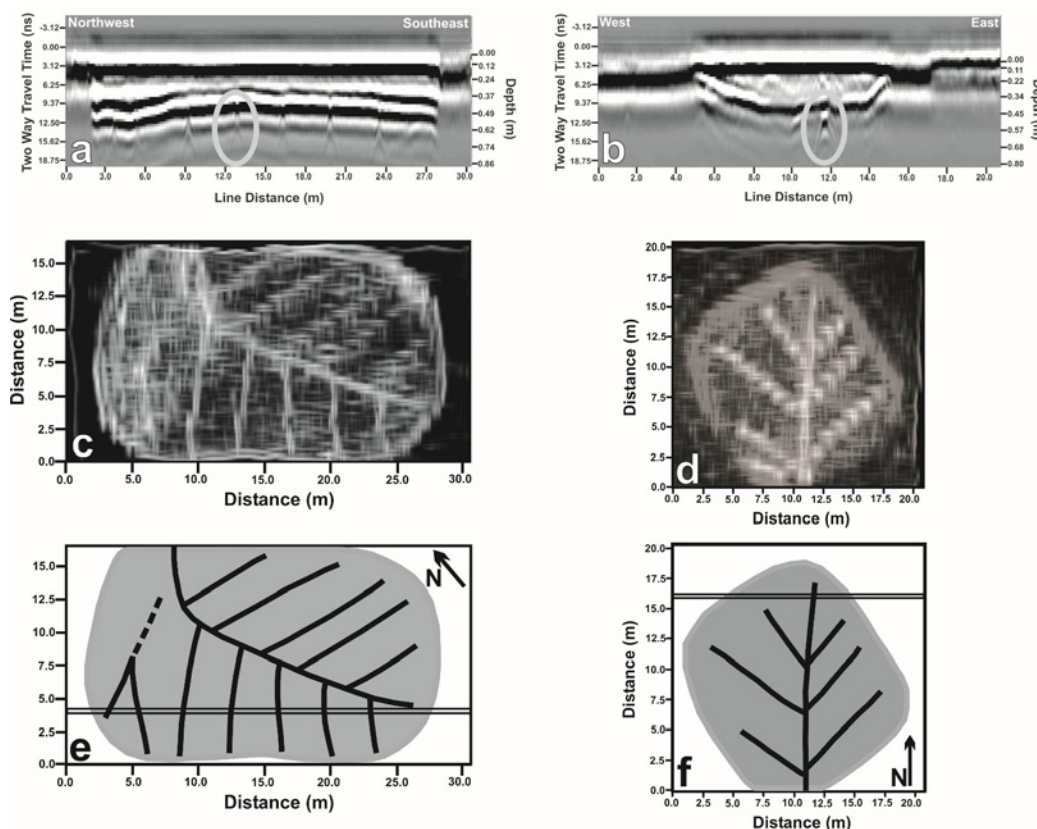 Northwest
Southeast
Two Way Travel Time (ns)
-3.12
0.00
3.12
6.25
9.37
12.50
15.62
18.75
0.00
0.12
0.24
0.37
0.49
0.62
0.74
0.86
Depth (m)
a
0.0 3.0 6.0 9.0 12.0 15.0 18.0 21.0 24.0 27.0 30.0
Line Distance (m)
West
East
Two Way Travel Time (ns)
-3.12
0.00
3.12
6.25
9.37
12.50
15.62
18.75
0.00
0.11
0.22
0.34
0.45
0.57
0.68
0.80
Depth (m)
b
0.0 2.0 4.0 6.0 8.0 10.0 12.0 14.0 16.0 18.0 20.0
Line Distance (m)
Distance (m)
15.0
12.5
10.0
7.5
5.0
2.5
0.0
c
0.0 5.0 10.0 15.0 20.0 25.0 30.0
Distance (m)
Distance (m)
20.0
17.5
15.0
12.5
10.0
7.5
5.0
2.5
0.0
d
0.0 2.5 5.0 7.5 10.0 12.5 15.0 17.5 20.0
Distance (m)
Distance (m)
15.0
12.5
10.0
7.5
5.0
2.5
0.0
N
e
0.0 5.0 10.0 15.0 20.0 25.0 30.0
Distance (m)
Distance (m)
20.0
17.5
15.0
12.5
10.0
7.5
5.0
2.5
0.0
f
N
0.0 2.5 5.0 7.5 10.0 12.5 15.0 17.5 20.0
Distance (m)